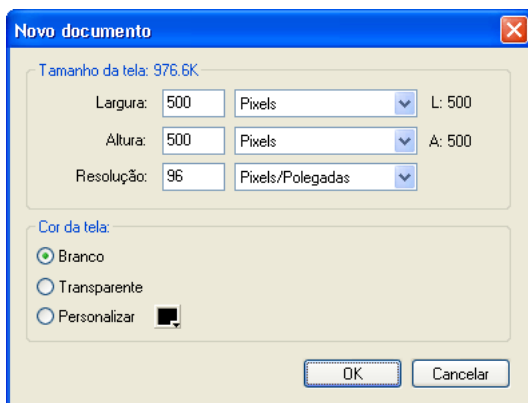 Novo documento
Tamanho da tela: 976.6K
Largura: 500 Pixels L: 500
Altura: 500 Pixels A: 500
Resolução: 96 Pixels/Polegadas
Cor da tela:
Branco
Transparente
Personalizar
OK Cancelar